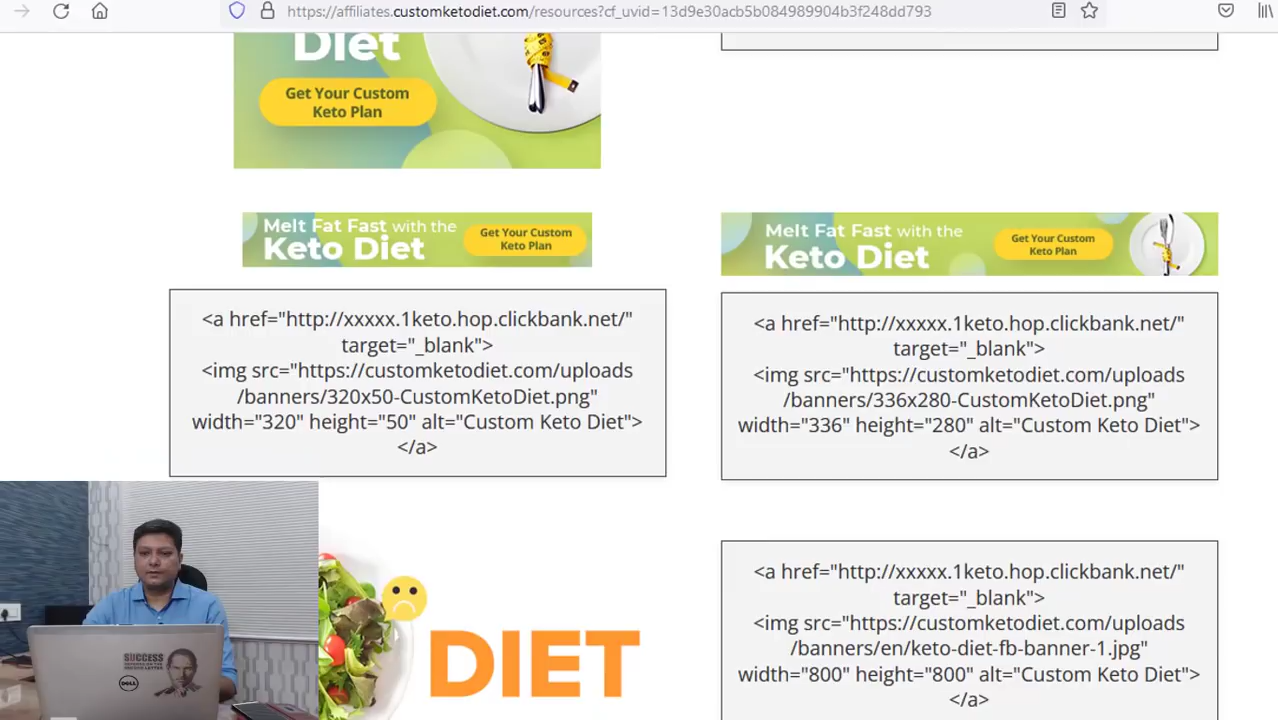 https://affiliates.customketodiet.com/resources?cf_uvid=13d9e30acb5b084989904b3f248dd793
Diet
Get Your Custom
Keto Plan
Melt Fat Fast with the
Keto Diet
Get Your Custom
Keto Plan
Melt Fat Fast with the
Keto Diet
Get Your Custom
Keto Plan
<a href="http://xxxxx.1keto.hop.clickbank.net/"
target="_blank">
<img src="https://customketodiet.com/uploads
/banners/320x50-CustomKetoDiet.png"
width="320" height="50" alt="Custom Keto Diet">
</a>
<a href="http://xxxxx.1keto.hop.clickbank.net/"
target="_blank">
<img src="https://customketodiet.com/uploads
/banners/336x280-CustomKetoDiet.png"
width="336" height="280" alt="Custom Keto Diet">
</a>
DIET
<a href="http://xxxxx.1keto.hop.clickbank.net/"
target="_blank">
<img src="https://customketodiet.com/uploads
/banners/en/keto-diet-fb-banner-1.jpg"
width="800" height="800" alt="Custom Keto Diet">
</a>
SUCCESS
DELL